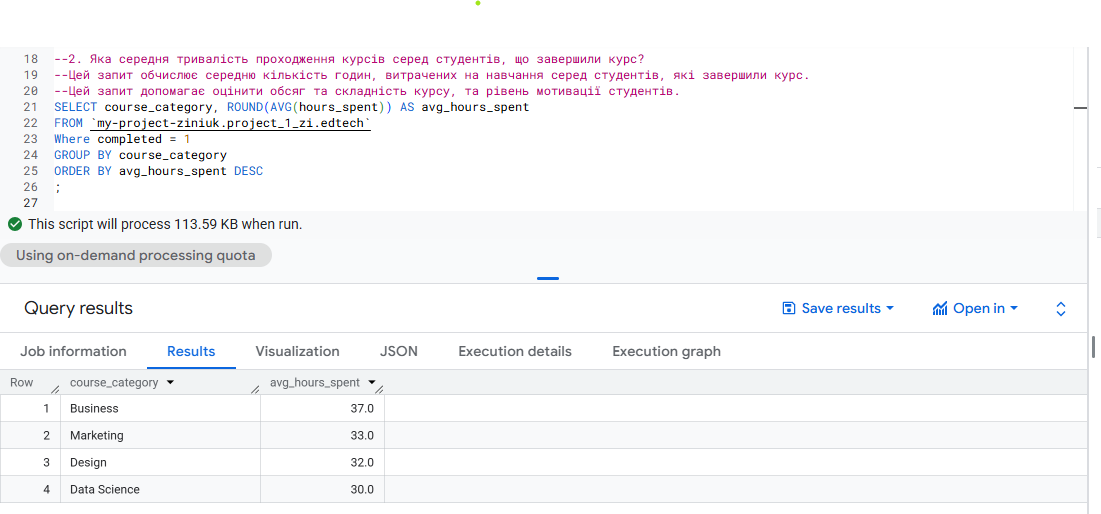 18 --2. Яка середня тривалість проходження курсів серед студентів, що завершили курс?
19 --Цей запит обчислює середню кількість годин, витрачених на навчання серед студентів, які завершили курс.
20 --Цей запит допомагає оцінити обсяг та складність курсу, та рівень мотивації студентів.
21 SELECT course_category, ROUND(AVG(hours_spent)) AS avg_hours_spent
22 FROM `my-project-ziniuk.project_1_zi.edtech`
23 Where completed = 1
24 GROUP BY course_category
25 ORDER BY avg_hours_spent DESC
26 ;
27
This script will process 113.59 KB when run.
Using on-demand processing quota
Query results Save results Open in
Job information Results Visualization JSON Execution details Execution graph
Row course_category avg_hours_spent
1 Business 37.0
2 Marketing 33.0
3 Design 32.0
4 Data Science 30.0